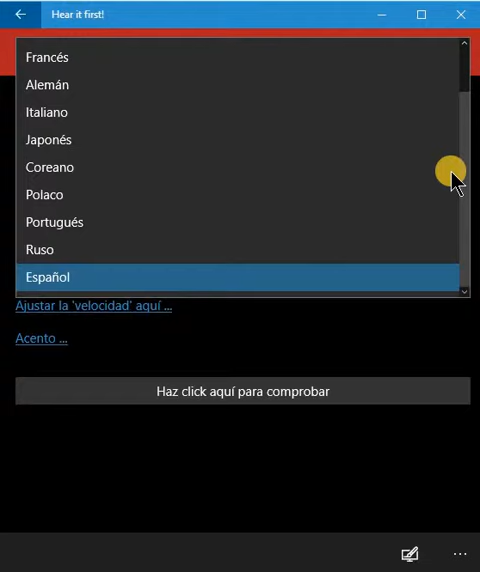 Hear it first!
Francés
Alemán
Italiano
Japonés
Coreano
Polaco
Portugués
Ruso
Español
Ajustar la 'velocidad' aquí ...
Acento ...
Haz click aquí para comprobar